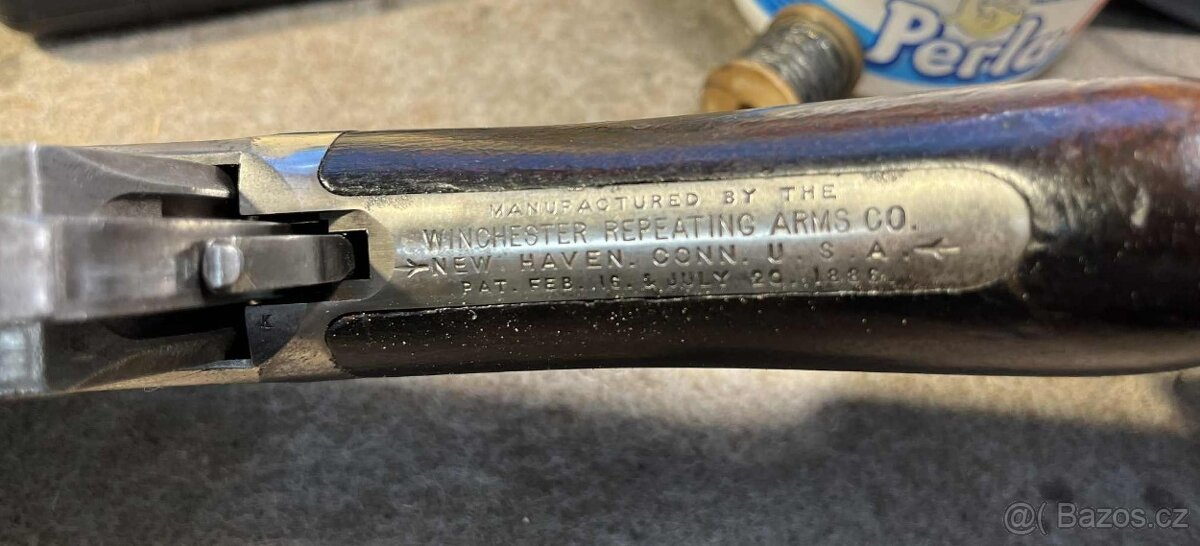 Perla
MANUFACTURED BY THE
WINCHESTER REPEATING ARMS CO.
NEW HAVEN. CONN. U. S. A.
PAT. FEB. 16. & JULY 20. 1886.
K
@( Bazos.cz